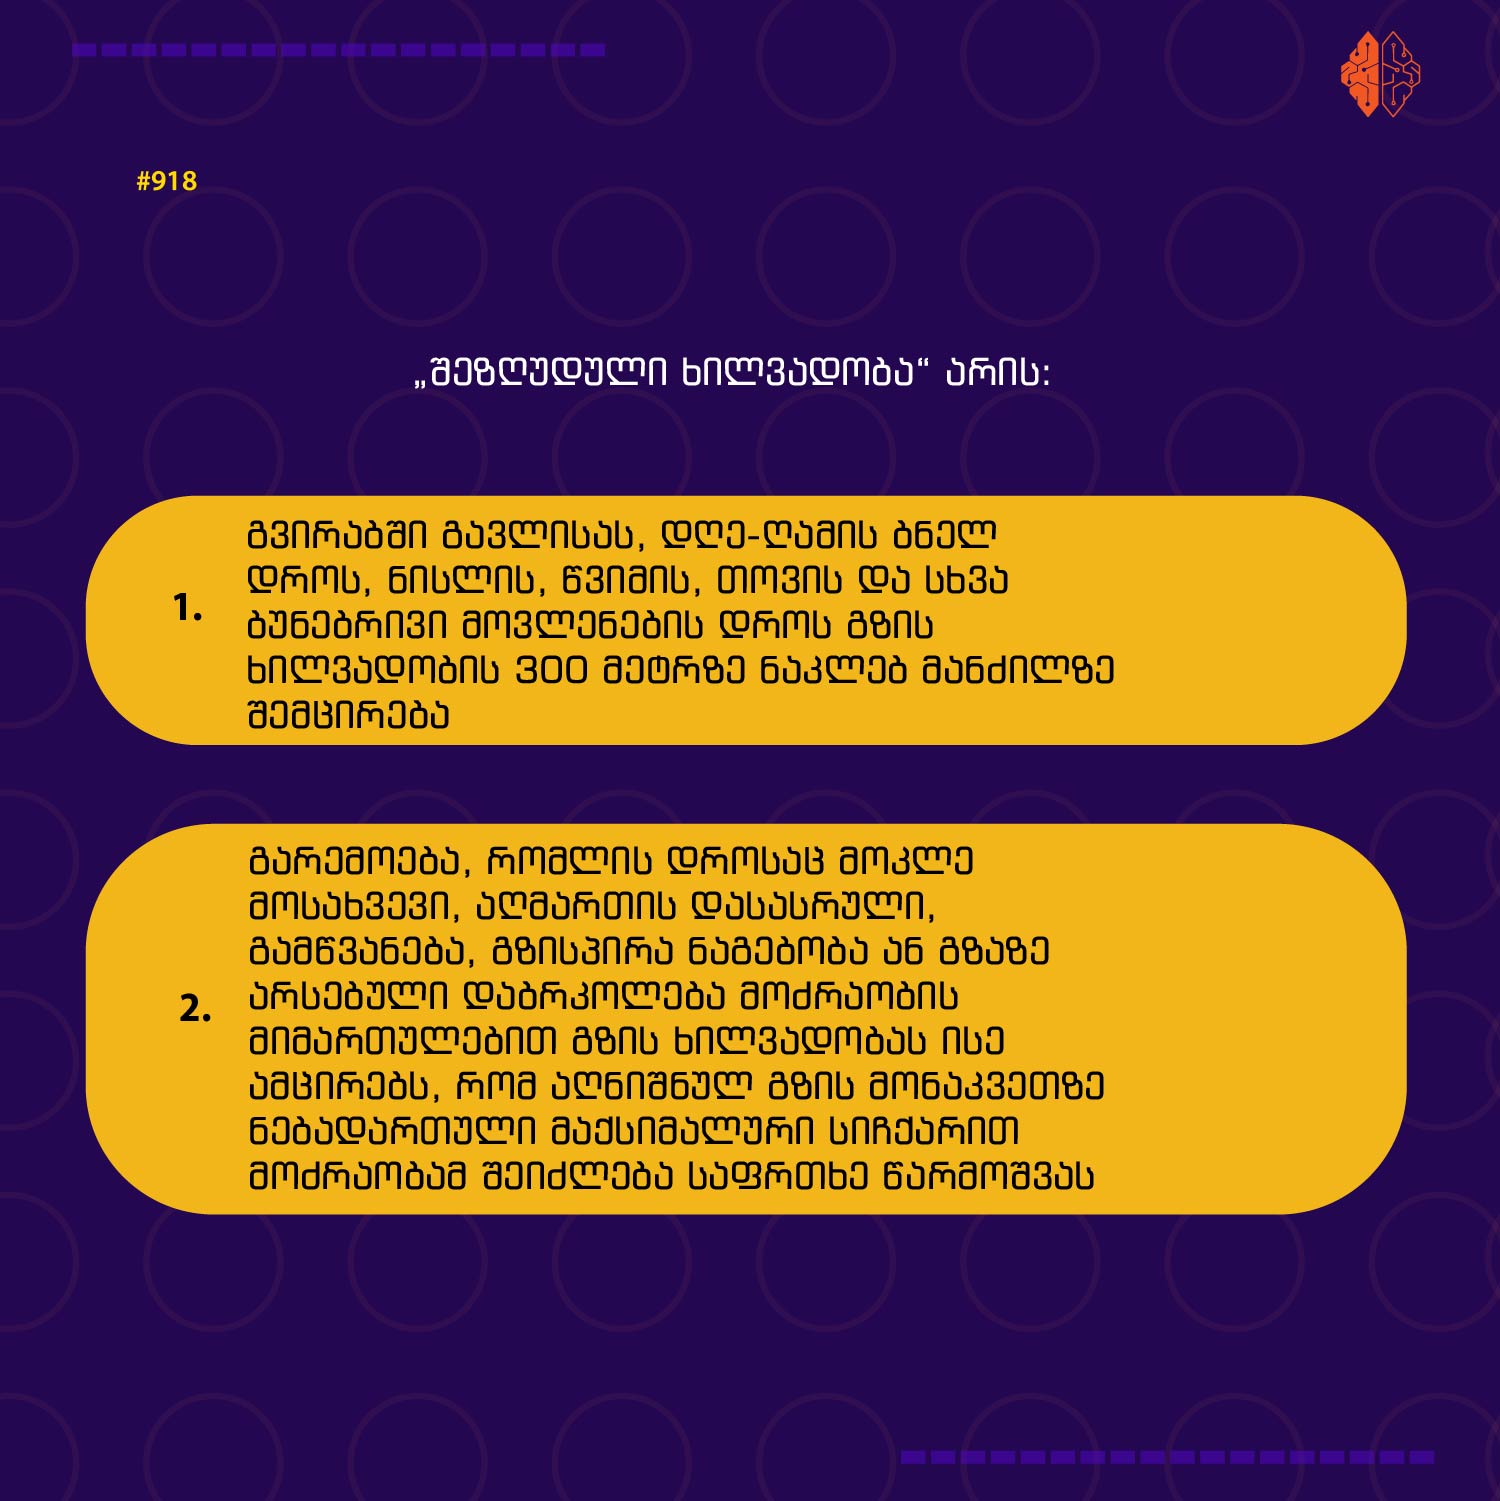 #918
„შეზღუდული ხილვადობა“ არის:
1.
გვირაბში გავლისას, დღე-ღამის ბნელ
დროს, ნისლის, წვიმის, თოვის და სხვა
ბუნებრივი მოვლენების დროს გზის
ხილვადობის 300 მეტრზე ნაკლებ მანძილზე
შემცირება
2.
გარემოება, რომლის დროსაც მოკლე
მოსახვევი, აღმართის დასასრული,
გამწვანება, გზისპირა ნაგებობა ან გზაზე
არსებული დაბრკოლება მოძრაობის
მიმართულებით გზის ხილვადობას ისე
ამცირებს, რომ აღნიშნულ გზის მონაკვეთზე
ნებადართული მაქსიმალური სიჩქარით
მოძრაობამ შეიძლება საფრთხე წარმოშვას